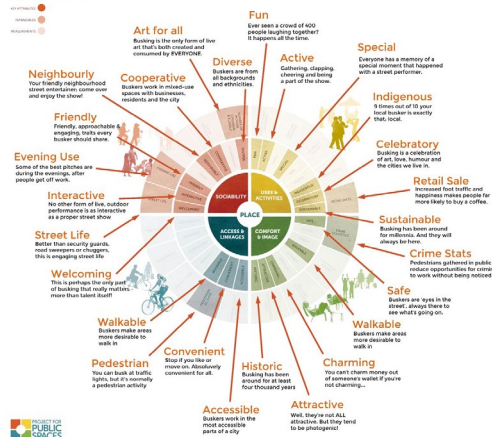 KEY ATTRIBUTES
INTANGIBLES
MEASUREMENTS
Fun
Ever seen a crowd of 400
people laughing together?
It happens all the time.
Art for all
Busking is the only form of live
art that's both created and
consumed by EVERYONE.
Diverse
Buskers are from
all backgrounds
and ethnicities.
Active
Gathering, clapping,
cheering and being
a part of the show.
Special
Everyone has a memory of a
special moment that happened
with a street performer.
Neighbourly
Your friendly neighbourhood
street entertainer: come over
and enjoy the show!
Cooperative
Buskers work in mixed-use
spaces with businesses,
residents and the city
Indigenous
9 times out of 10 your
local busker is exactly
that; local.
Friendly
Friendly, approachable &
engaging, traits every
busker should share.
Celebratory
Busking is a celebration
of art, love, humour and
the cities we live in.
Evening Use
Some of the best pitches are
during the evenings, after
people get off work.
Retail Sale
Increased foot traffic and
happiness makes people far
more likely to buy a coffee.
Interactive
No other form of live, outdoor
performance is as interactive
as a proper street show
Sustainable
Busking has been around
for millennia. And they will
always be here.
Street Life
Better than security guards,
road sweepers or chuggers,
this is engaging street life
Crime Stats
Pedestrians gathered in public
reduce opportunities for crime
to work without being noticed
Welcoming
This is perhaps the only part
of busking that really matters
more than talent itself!
Safe
Buskers are 'eyes in the
street', always there to
see what's going on.
Walkable
Buskers make areas
more desirable to
walk in
Walkable
Buskers make areas
more desirable to
walk in
Pedestrian
You can busk at traffic
lights, but it's normally
a pedestrian activity
Convenient
Stop if you like or
move on. Absolutely
convenient for all.
Historic
Busking has been
around for at least
four thousand years
Charming
You can't charm money out
of someone's wallet if you're
not charming...
Accessible
Buskers work in the
most accessible
parts of a city
Attractive
Well, they're not ALL
attractive. But they tend
to be photogenic!
SOCIABILITY
USES &
ACTIVITIES
PLACE
ACCESS &
LINKAGES
COMFORT
& IMAGE
PROJECT FOR
PUBLIC
SPACES